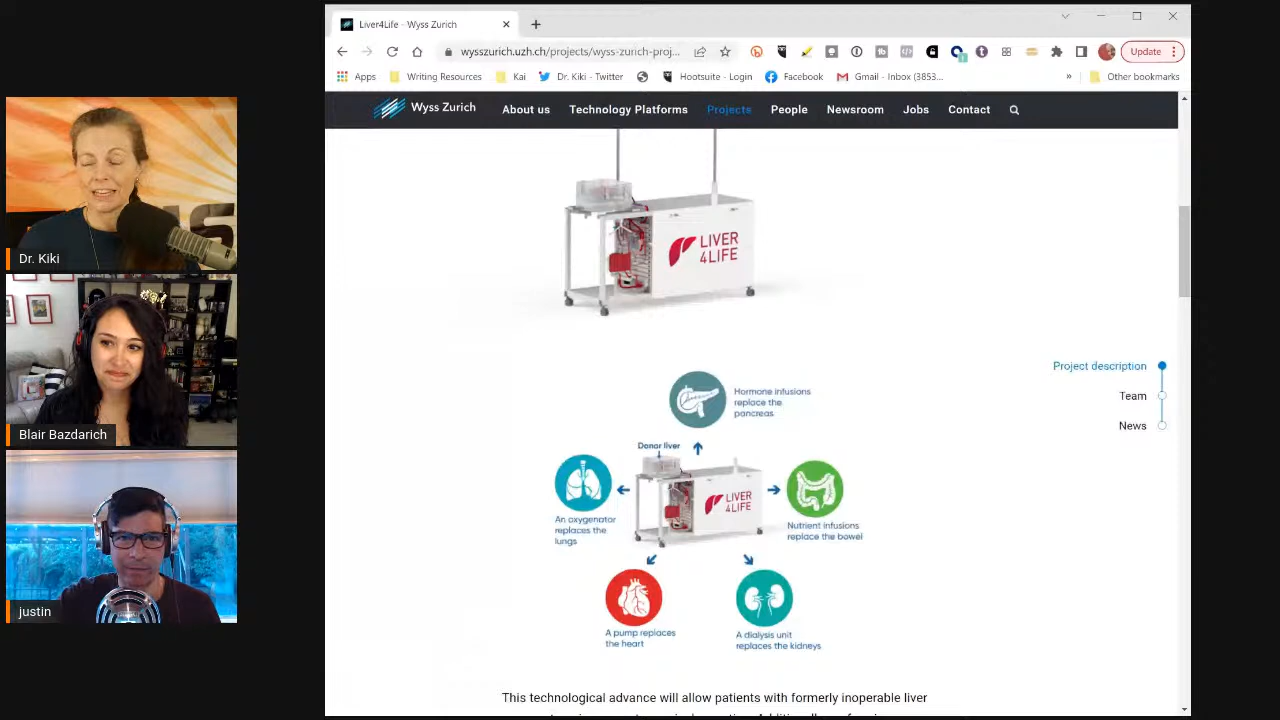 Liver4Life - Wyss Zurich
wysszurich.uzh.ch/projects/wyss-zurich-proj...
Update
Apps
Writing Resources
Kai
Dr. Kiki - Twitter
Hootsuite - Login
Facebook
Gmail - Inbox (3853...
»
Other bookmarks
Wyss Zurich
About us
Technology Platforms
Projects
People
Newsroom
Jobs
Contact
LIVER
4LIFE
Project description
Team
News
Hormone infusions
replace the
pancreas
Donor liver
LIVER
4LIFE
An oxygenator
replaces the
lungs
Nutrient infusions
replace the bowel
A pump replaces
the heart
A dialysis unit
replaces the kidneys
This technological advance will allow patients with formerly inoperable liver
Dr. Kiki
Blair Bazdarich
justin